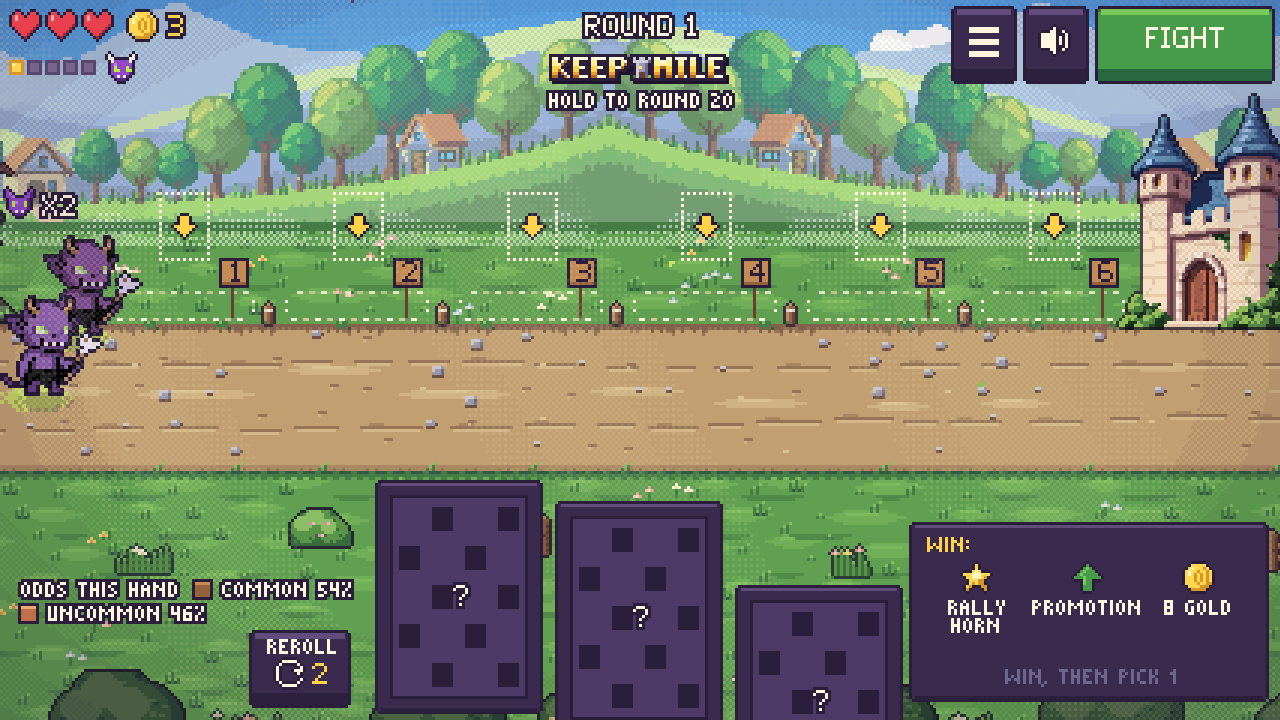 3
ROUND 1
KEEP MILE
HOLD TO ROUND 20
FIGHT
X2
1
2
3
4
5
6
ODDS THIS HAND COMMON 54%
UNCOMMON 46%
REROLL
2
?
?
?
WIN:
RALLY HORN
PROMOTION
8 GOLD
WIN, THEN PICK 1